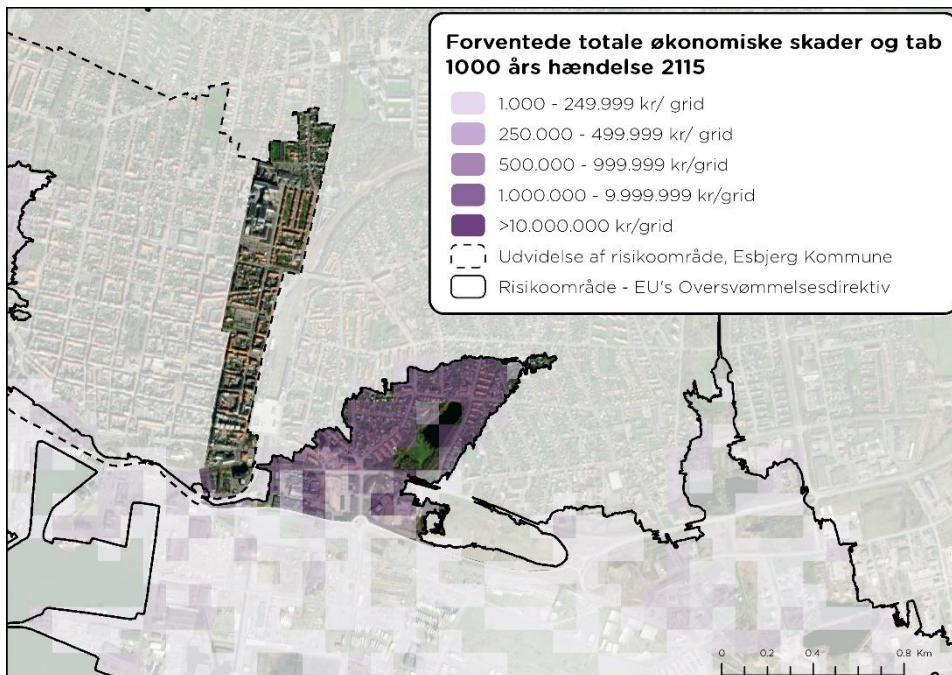 Forventede totale økonomiske skader og tab
1000 års hændelse 2115
1.000 - 249.999 kr/ grid
250.000 - 499.999 kr/ grid
500.000 - 999.999 kr/grid
1.000.000 - 9.999.999 kr/grid
>10.000.000 kr/grid
Udvidelse af risikoområde, Esbjerg Kommune
Risikoområde - EU's Oversvømmelsesdirektiv
0 0.2 0.4 0.8 Km